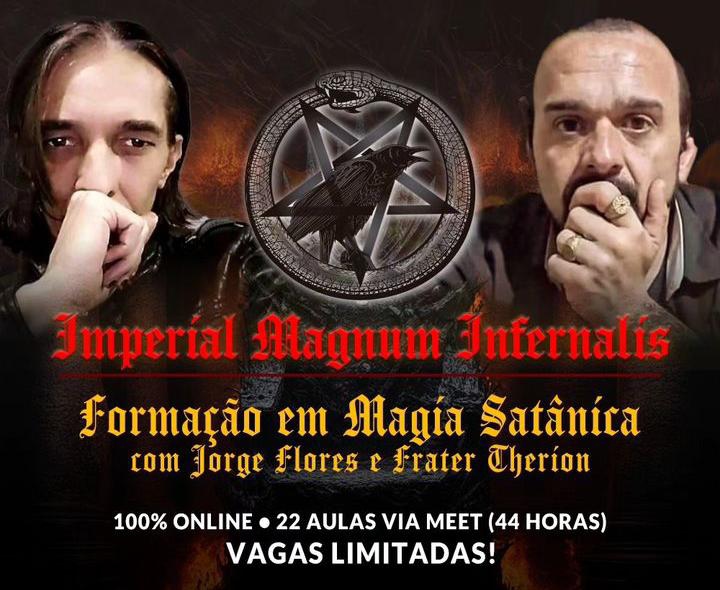 Imperial Magnum Infernalis
Formação em Magia Satânica
com Jorge Flores e Frater Therion
100% ONLINE • 22 AULAS VIA MEET (44 HORAS)
VAGAS LIMITADAS!